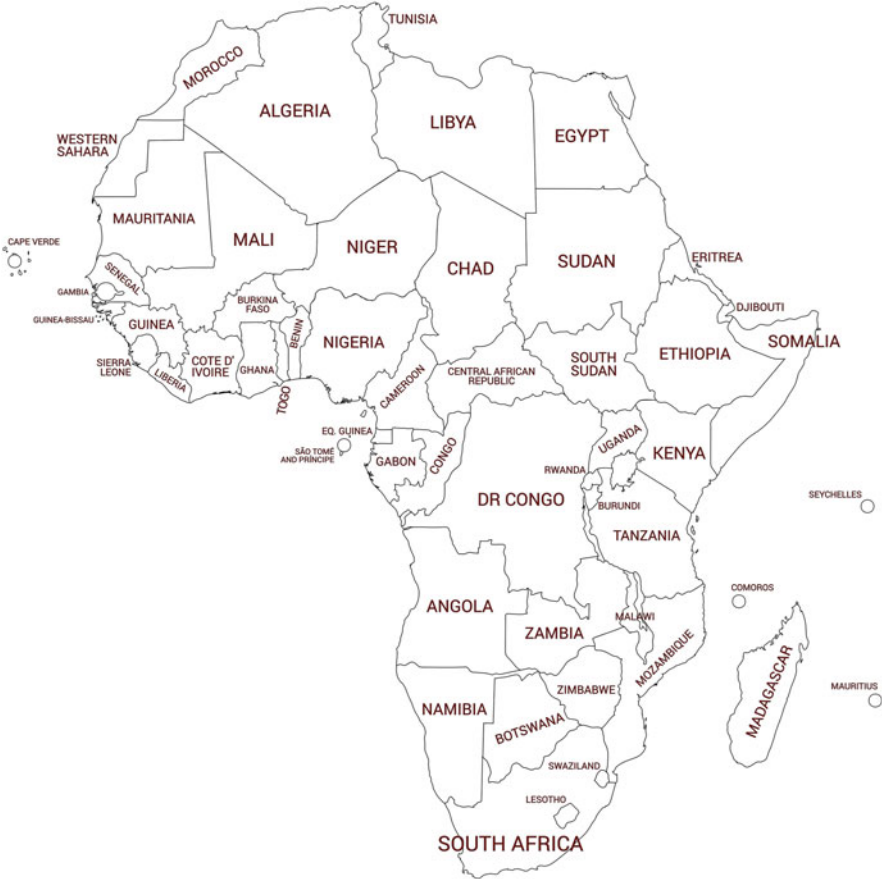 TUNISIA
MOROCCO
ALGERIA
LIBYA
EGYPT
WESTERN
SAHARA
MAURITANIA
MALI
NIGER
CHAD
SUDAN
ERITREA
CAPE VERDE
SENEGAL
GAMBIA
GUINEA-BISSAU
GUINEA
BURKINA
FASO
BENIN
NIGERIA
DJIBOUTI
SOMALIA
ETHIOPIA
SOUTH
SUDAN
CENTRAL AFRICAN
REPUBLIC
CAMEROON
SIERRA
LEONE
LIBERIA
COTE D'
IVOIRE
GHANA
TOGO
EQ. GUINEA
SÃO TOMÉ
AND PRÍNCIPE
GABON
CONGO
DR CONGO
UGANDA
KENYA
RWANDA
BURUNDI
TANZANIA
SEYCHELLES
COMOROS
ANGOLA
ZAMBIA
MALAWI
MOZAMBIQUE
MADAGASCAR
MAURITIUS
NAMIBIA
ZIMBABWE
BOTSWANA
SWAZILAND
LESOTHO
SOUTH AFRICA